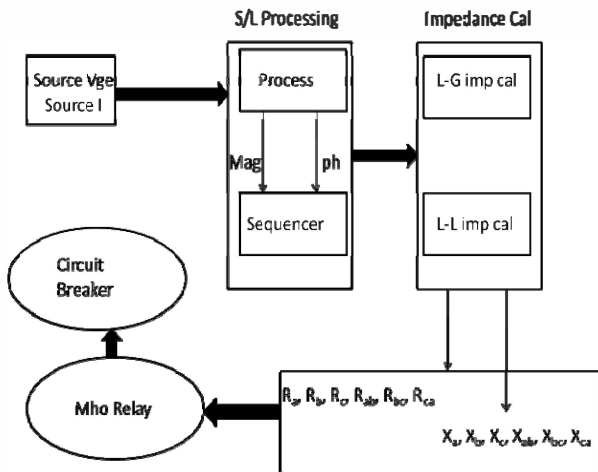 S/L Processing
Impedance Cal
Source Vge
Source I
Process
L-G imp cal
Mag
ph
Sequencer
L-L imp cal
Circuit
Breaker
Mho Relay
Ra, Rb, Rc, Rab, Rbc, Rca
Xa, Xb, Xc, Xab, Xbc, Xca